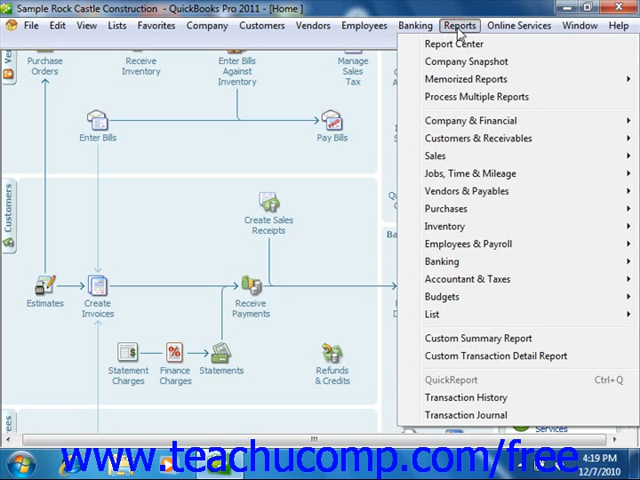 Sample Rock Castle Construction - QuickBooks Pro 2011 - [Home ]
File Edit View Lists Favorites Company Customers Vendors Employees Banking Reports Online Services Window Help
Purchase Orders
Receive Inventory
Enter Bills Against Inventory
Manage Sales Tax
Enter Bills
Pay Bills
Customers
Create Sales Receipts
Estimates
Create Invoices
Receive Payments
Statement Charges
Finance Charges
Statements
Refunds & Credits
Report Center
Company Snapshot
Memorized Reports
Process Multiple Reports
Company & Financial
Customers & Receivables
Sales
Jobs, Time & Mileage
Vendors & Payables
Purchases
Inventory
Employees & Payroll
Banking
Accountant & Taxes
Budgets
List
Custom Summary Report
Custom Transaction Detail Report
QuickReport Ctrl+Q
Transaction History
Transaction Journal
Services
www.teachucomp.com/free
4:19 PM
12/7/2010